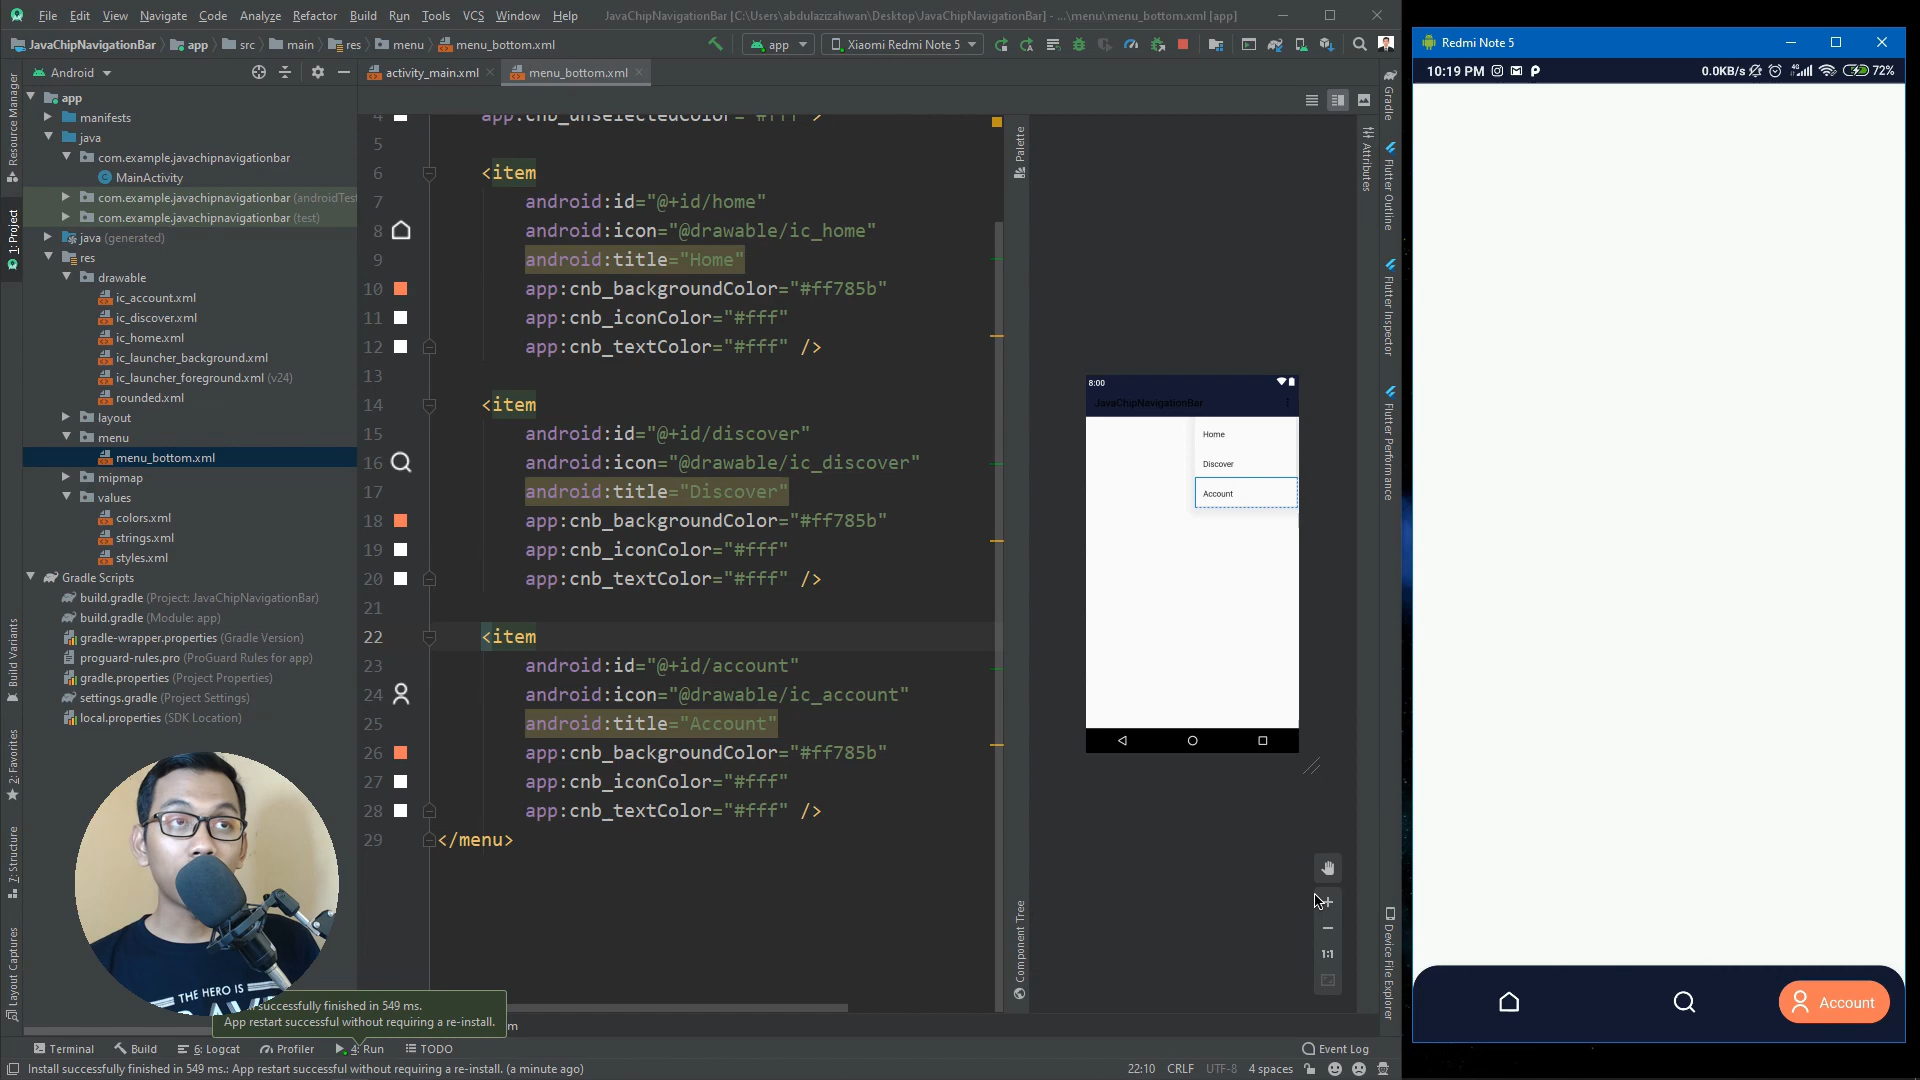 File Edit View Navigate Code Analyze Refactor Build Run Tools VCS Window Help JavaChipNavigationBar [C:\Users\abdulazizahwan\Desktop\JavaChipNavigationBar] - ...\menu\menu_bottom.xml [app]
JavaChipNavigationBar app src main res menu menu_bottom.xml app Xiaomi Redmi Note 5
Android
activity_main.xml menu_bottom.xml
app
manifests
java
com.example.javachipnavigationbar
MainActivity
com.example.javachipnavigationbar (androidTest
com.example.javachipnavigationbar (test)
java (generated)
res
drawable
ic_account.xml
ic_discover.xml
ic_home.xml
ic_launcher_background.xml
ic_launcher_foreground.xml (v24)
rounded.xml
layout
menu
menu_bottom.xml
mipmap
values
colors.xml
strings.xml
styles.xml
Gradle Scripts
build.gradle (Project: JavaChipNavigationBar)
build.gradle (Module: app)
gradle-wrapper.properties (Gradle Version)
proguard-rules.pro (ProGuard Rules for app)
gradle.properties (Project Properties)
settings.gradle (Project Settings)
local.properties (SDK Location)
Resource Manager
1: Project
Build Variants
2: Favorites
7: Structure
Layout Captures
4 app:cnb_unselectedColor="#fff">
5
6 <item
7 android:id="@+id/home"
8 android:icon="@drawable/ic_home"
9 android:title="Home"
10 app:cnb_backgroundColor="#ff785b"
11 app:cnb_iconColor="#fff"
12 app:cnb_textColor="#fff" />
13
14 <item
15 android:id="@+id/discover"
16 android:icon="@drawable/ic_discover"
17 android:title="Discover"
18 app:cnb_backgroundColor="#ff785b"
19 app:cnb_iconColor="#fff"
20 app:cnb_textColor="#fff" />
21
22 <item
23 android:id="@+id/account"
24 android:icon="@drawable/ic_account"
25 android:title="Account"
26 app:cnb_backgroundColor="#ff785b"
27 app:cnb_iconColor="#fff"
28 app:cnb_textColor="#fff" />
29 </menu>
Palette
Component Tree
8:00
JavaChipNavigationBar
Home
Discover
Account
1:1
Attributes
Gradle
Flutter Outline
Flutter Inspector
Flutter Performance
Device File Explorer
Redmi Note 5
10:19 PM 0.0KB/s 4G 72%
Account
THE HERO IS
successfully finished in 549 ms.
App restart successful without requiring a re-install.
Terminal Build 6: Logcat Profiler 4: Run TODO Event Log
Install successfully finished in 549 ms.: App restart successful without requiring a re-install. (a minute ago) 22:10 CRLF UTF-8 4 spaces